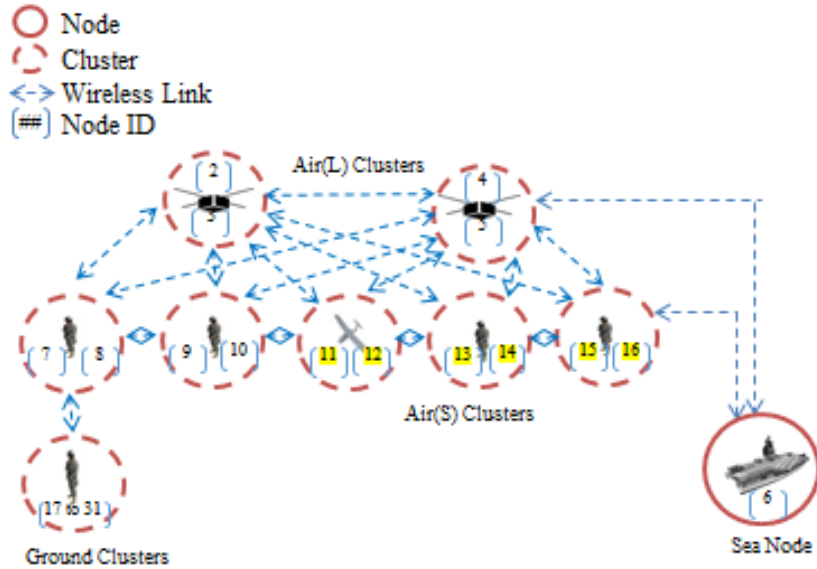 Node
Cluster
Wireless Link
[##] Node ID
Air(L) Clusters
[2]
[3]
[4]
[5]
[7] [8]
[9] [10]
[11] [12]
[13] [14]
[15] [16]
Air(S) Clusters
[17 to 31]
Ground Clusters
[6]
Sea Node